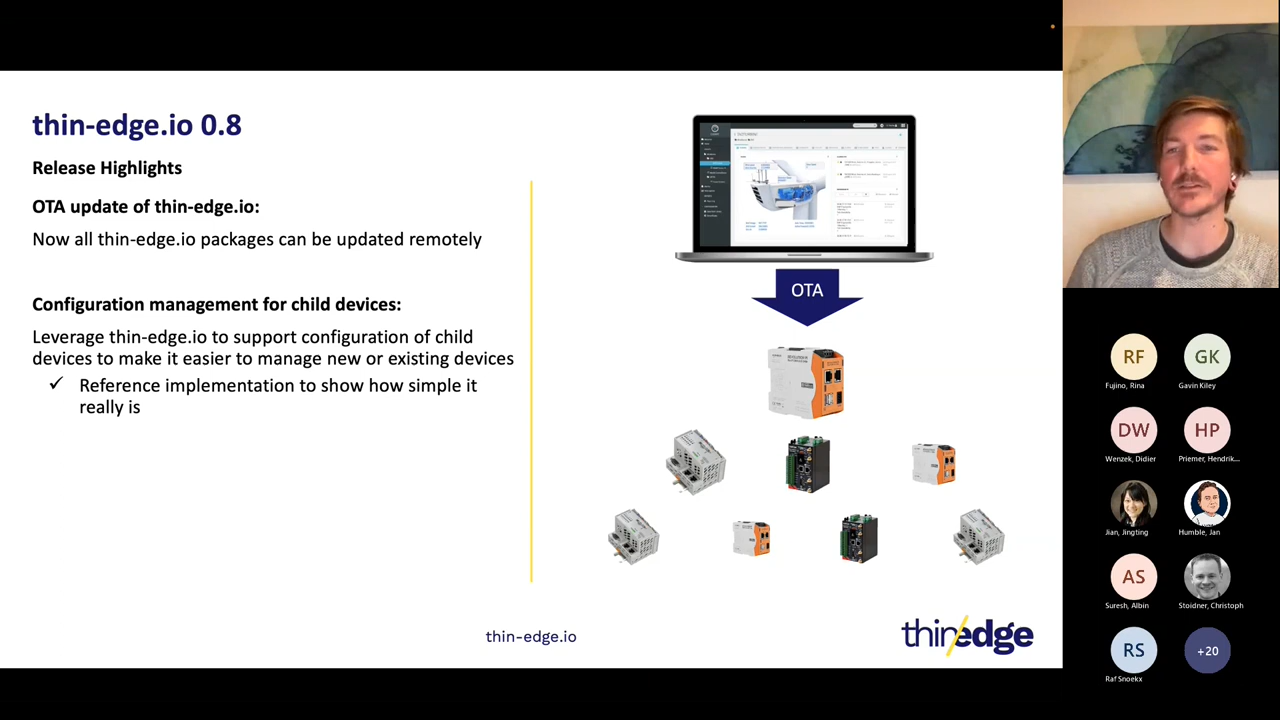 thin-edge.io 0.8
Release Highlights
OTA update of thin-edge.io:
Now all thin-edge.io packages can be updated remotely
Configuration management for child devices:
Leverage thin-edge.io to support configuration of child
devices to make it easier to manage new or existing devices
✓ Reference implementation to show how simple it
really is
OTA
thin-edge.io
thin/edge
RF
Fujino, Rina
GK
Gavin Kiley
DW
Wenzek, Didier
HP
Priemer, Hendrik...
Jian, Jingting
Humble, Jan
AS
Suresh, Albin
Stoidner, Christoph
RS
Raf Snoekx
+20